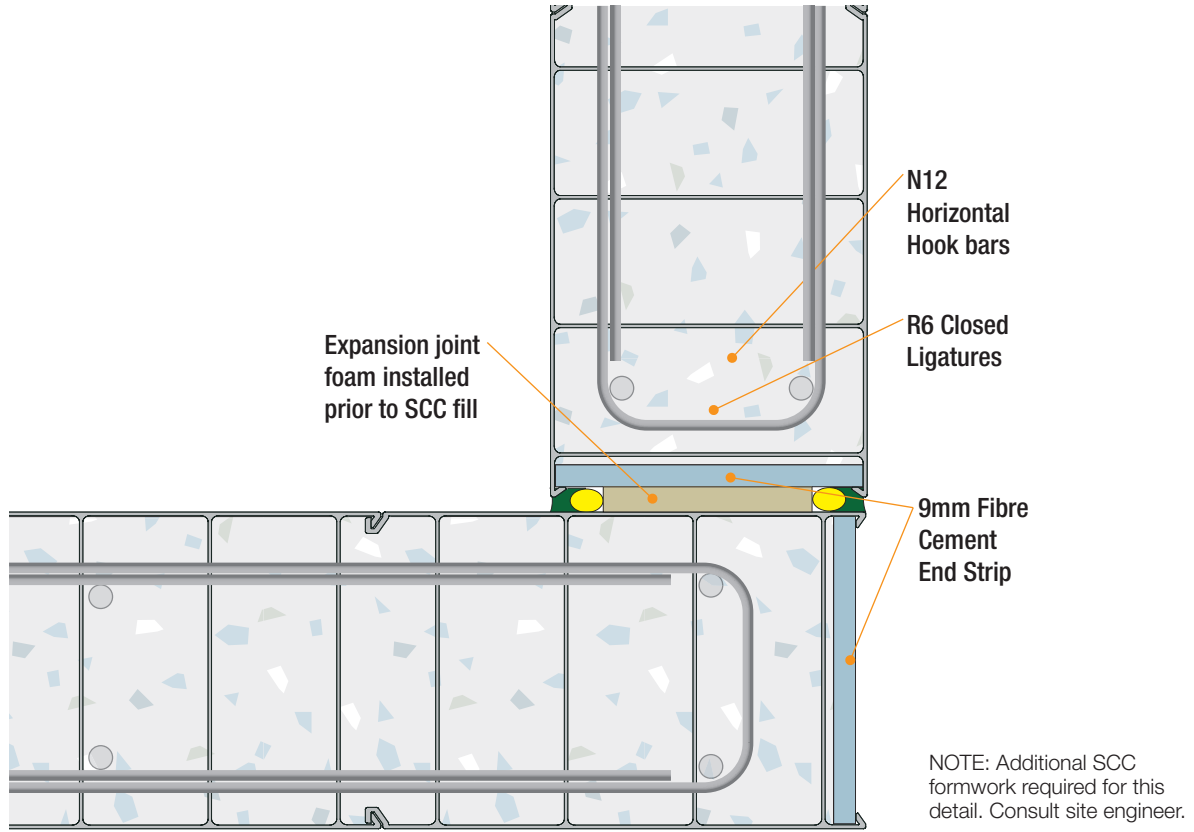 N12
Horizontal
Hook bars
R6 Closed
Ligatures
Expansion joint
foam installed
prior to SCC fill
9mm Fibre
Cement
End Strip
NOTE: Additional SCC
formwork required for this
detail. Consult site engineer.